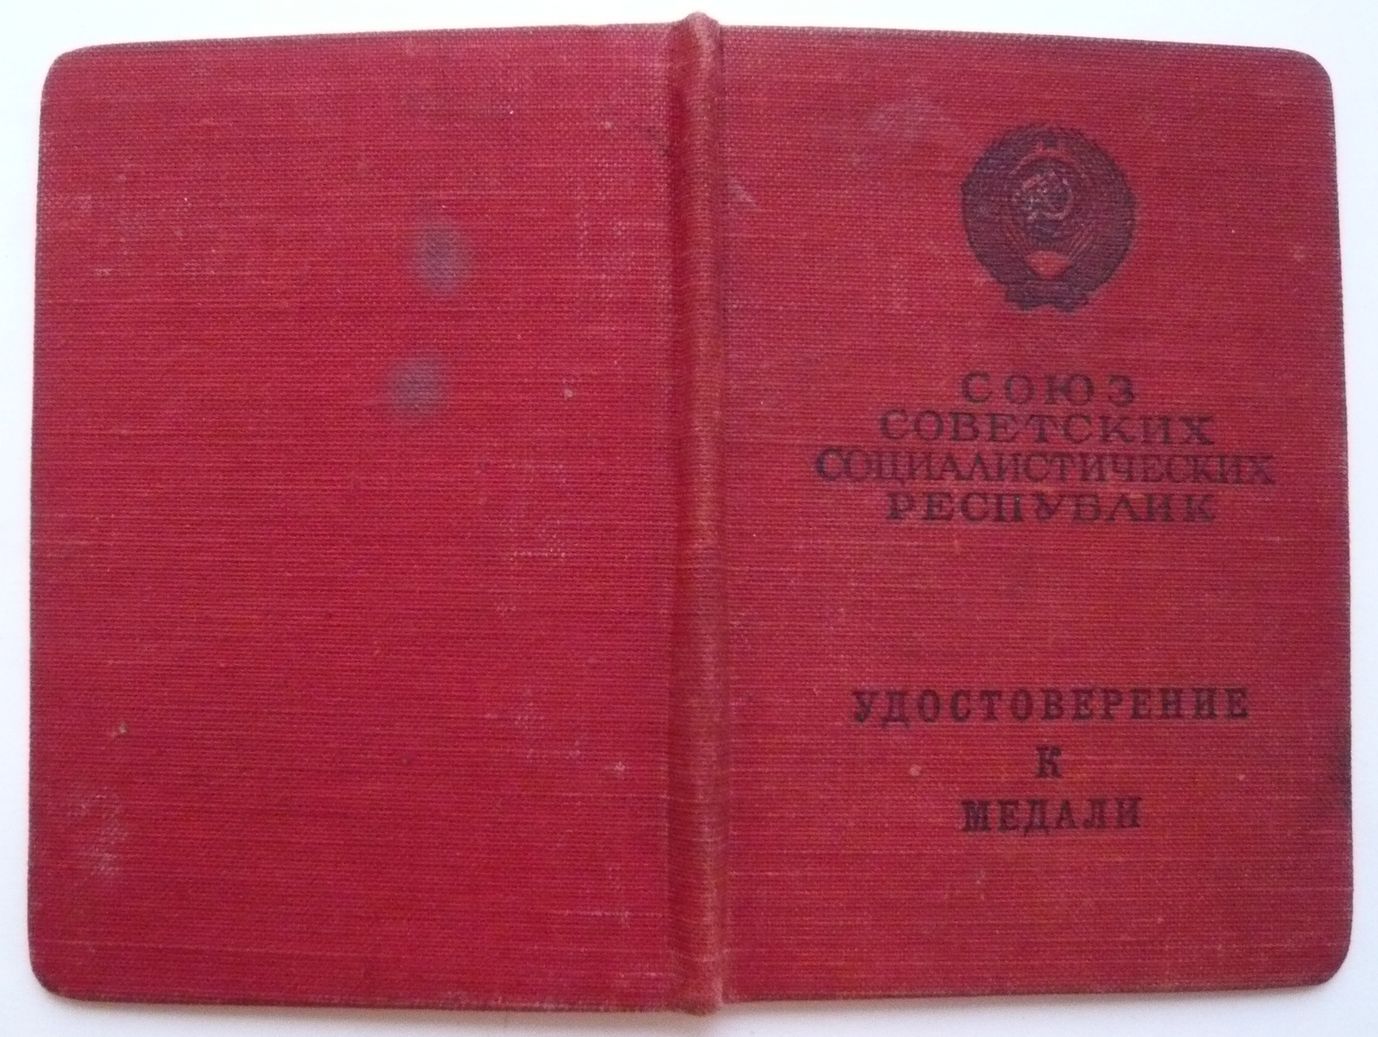 СОЮЗ
СОВЕТСКИХ
СОЦИАЛИСТИЧЕСКИХ
РЕСПУБЛИК
УДОСТОВЕРЕНИЕ
К
МЕДАЛИ